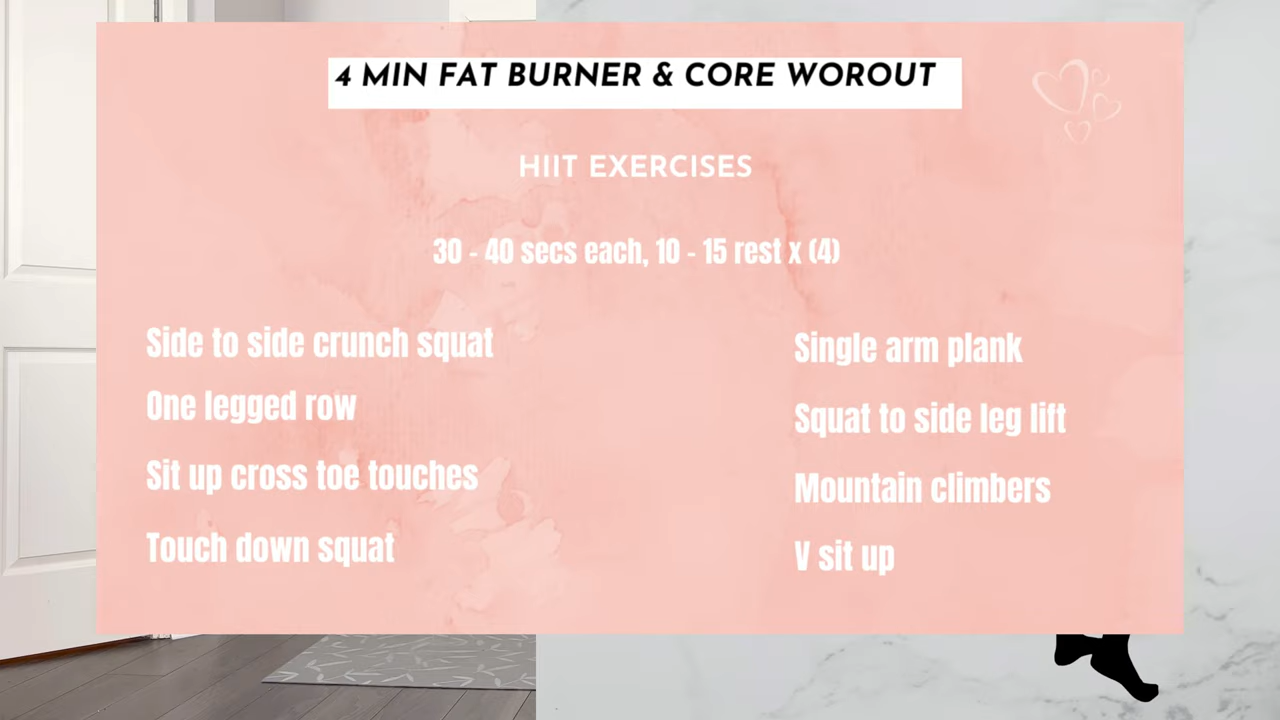 4 MIN FAT BURNER & CORE WOROUT
HIIT EXERCISES
30 - 40 secs each, 10 - 15 rest x (4)
Side to side crunch squat
One legged row
Sit up cross toe touches
Touch down squat
Single arm plank
Squat to side leg lift
Mountain climbers
V sit up